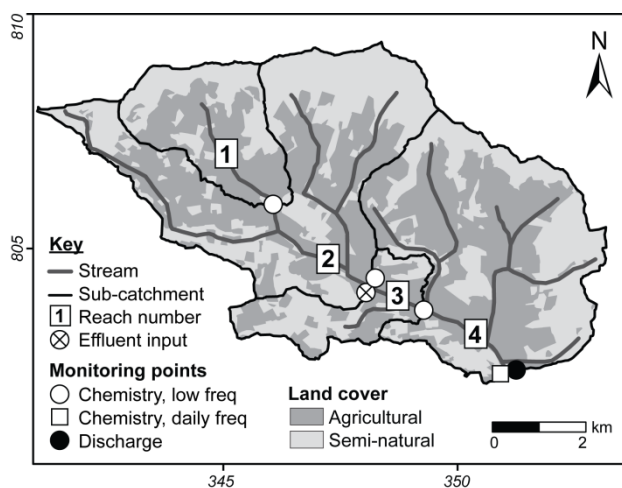 810
N
1
805
Key
2
Stream
Sub-catchment
3
1 Reach number
4
Effluent input
Monitoring points
Chemistry, low freq
Land cover
Chemistry, daily freq
Agricultural
km
Discharge
Semi-natural
0 2
345 350